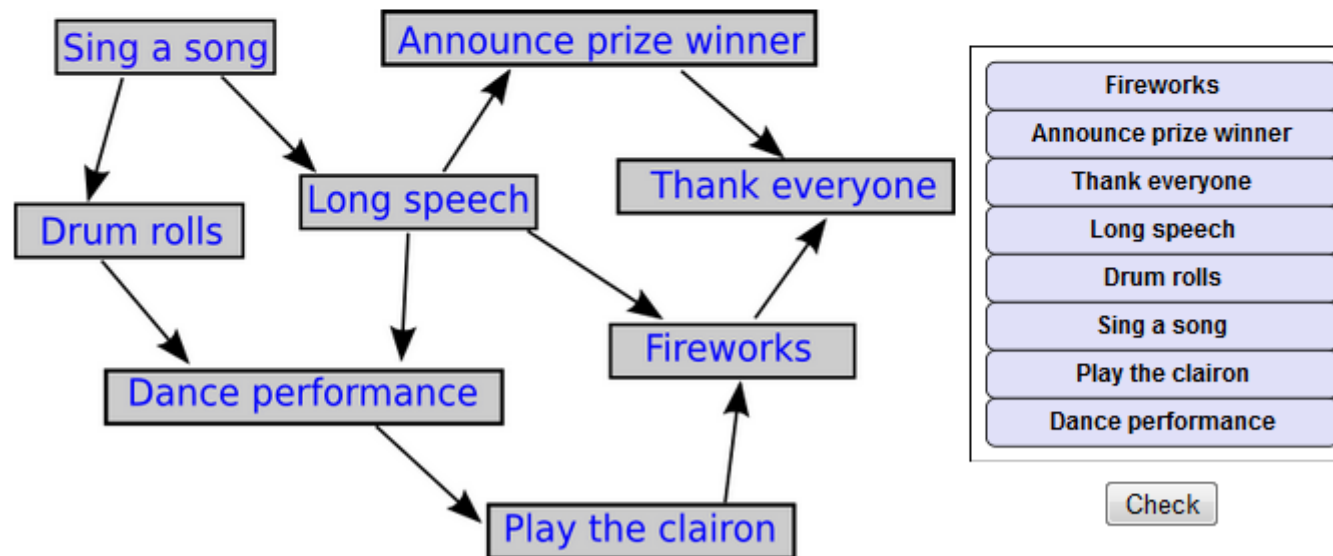 Sing a song
Announce prize winner
Long speech
Thank everyone
Drum rolls
Fireworks
Dance performance
Play the clairon
Fireworks
Announce prize winner
Thank everyone
Long speech
Drum rolls
Sing a song
Play the clairon
Dance performance
Check